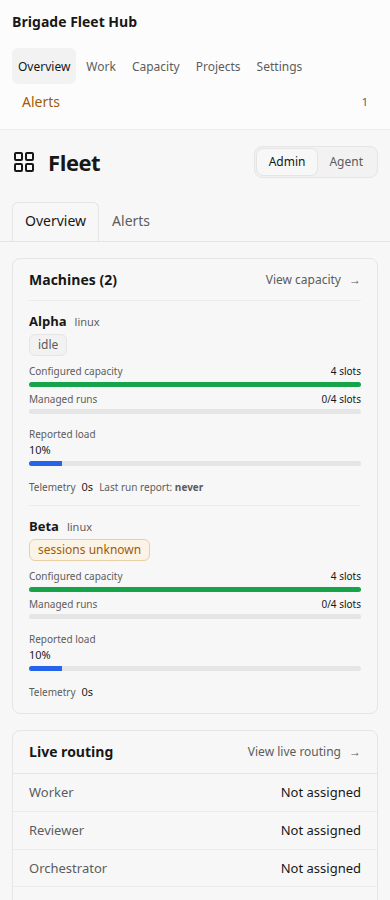 Brigade Fleet Hub
Overview Work Capacity Projects Settings
Alerts 1
Fleet Admin Agent
Overview Alerts
Machines (2) View capacity →
Alpha linux
idle
Configured capacity 4 slots
Managed runs 0/4 slots
Reported load
10%
Telemetry 0s Last run report: never
Beta linux
sessions unknown
Configured capacity 4 slots
Managed runs 0/4 slots
Reported load
10%
Telemetry 0s
Live routing View live routing →
Worker Not assigned
Reviewer Not assigned
Orchestrator Not assigned